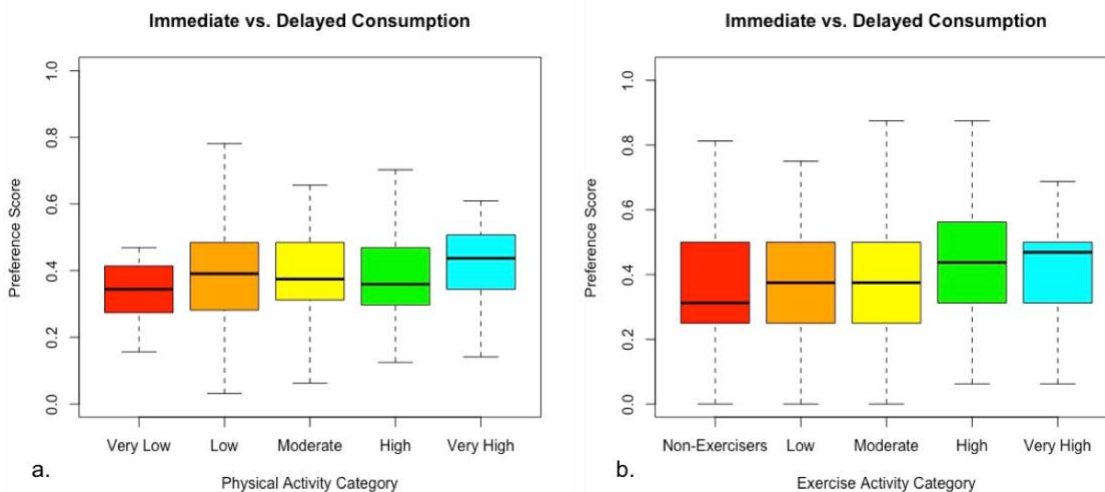 Immediate vs. Delayed Consumption
1.0
0.8
0.6
0.4
0.2
0.0
Preference Score
Very Low Low Moderate High Very High
Physical Activity Category
a.
Immediate vs. Delayed Consumption
1.0
0.8
0.6
0.4
0.2
0.0
Preference Score
Non-Exercisers Low Moderate High Very High
Exercise Activity Category
b.